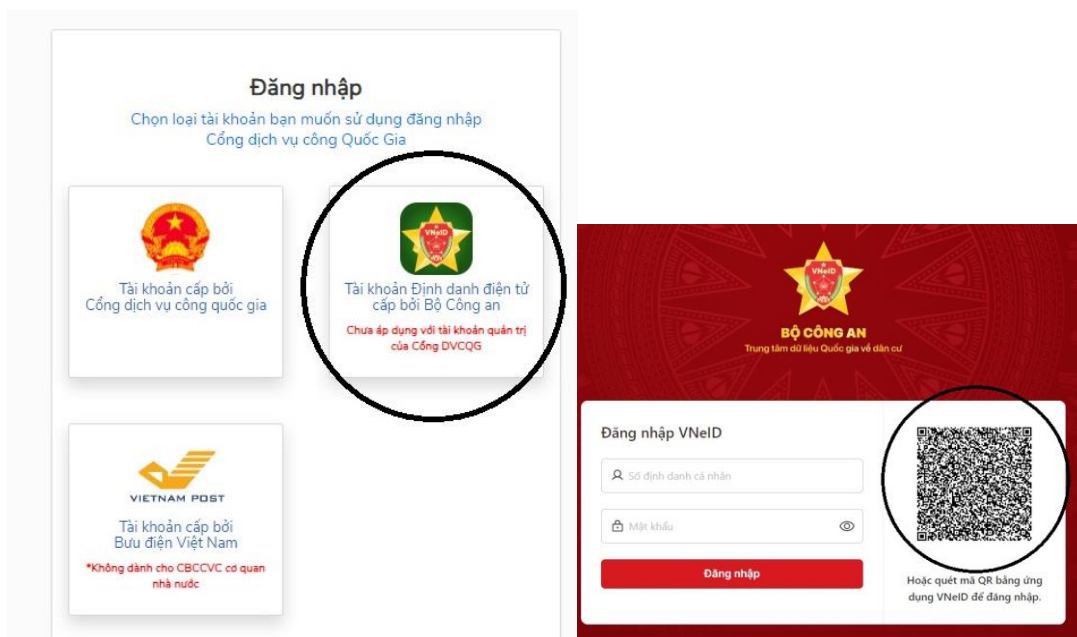 Đăng nhập
Chọn loại tài khoản bạn muốn sử dụng đăng nhập
Cổng dịch vụ công Quốc Gia
Tài khoản cấp bởi
Cổng dịch vụ công quốc gia
VNeID
Tài khoản Định danh điện tử
cấp bởi Bộ Công an
Chưa áp dụng với tài khoản quản trị
của Cổng DVCQG
VIETNAM POST
Tài khoản cấp bởi
Bưu điện Việt Nam
*Không dành cho CBCCVC cơ quan
nhà nước
VNeID
BỘ CÔNG AN
Trung tâm dữ liệu Quốc gia về dân cư
Đăng nhập VNeID
Số định danh cá nhân
Mật khẩu
Đăng nhập
Hoặc quét mã QR bằng ứng
dụng VNeID để đăng nhập.